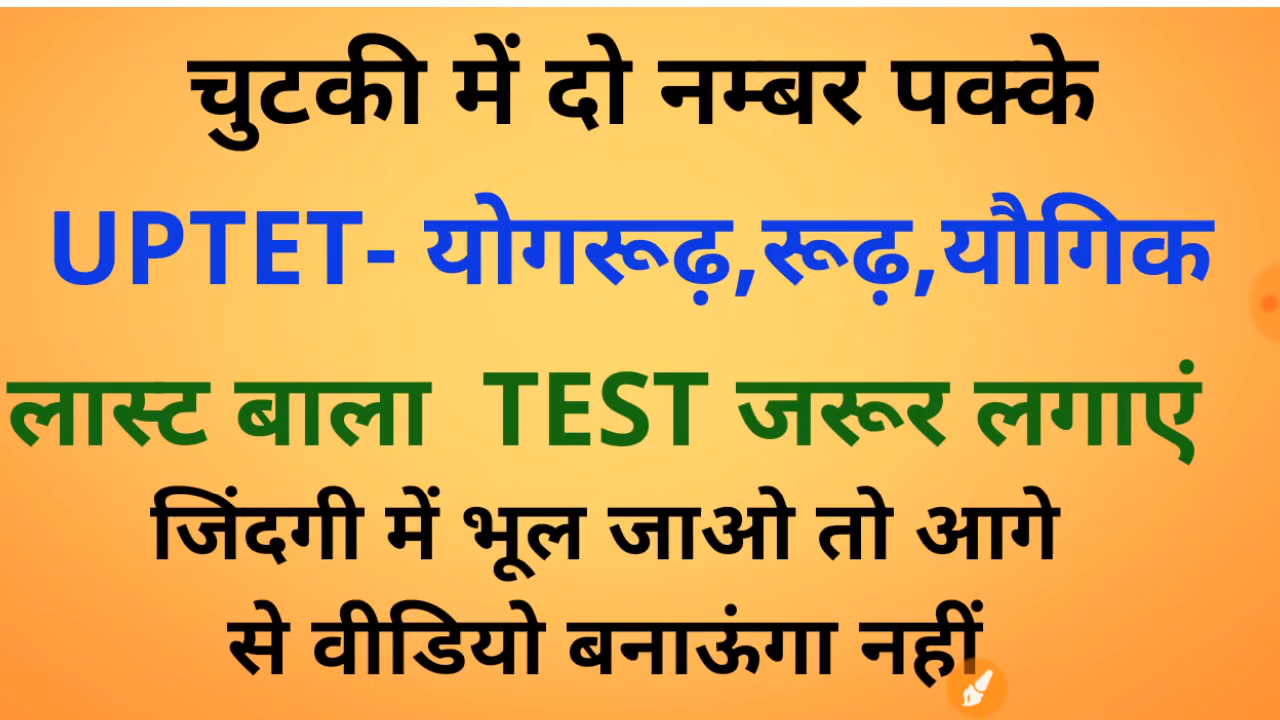 चुटकी में दो नम्बर पक्के
UPTET- योगरूढ़,रूढ़,यौगिक
लास्ट बाला TEST जरूर लगाएं
जिंदगी में भूल जाओ तो आगे
से वीडियो बनाऊंगा नहीं